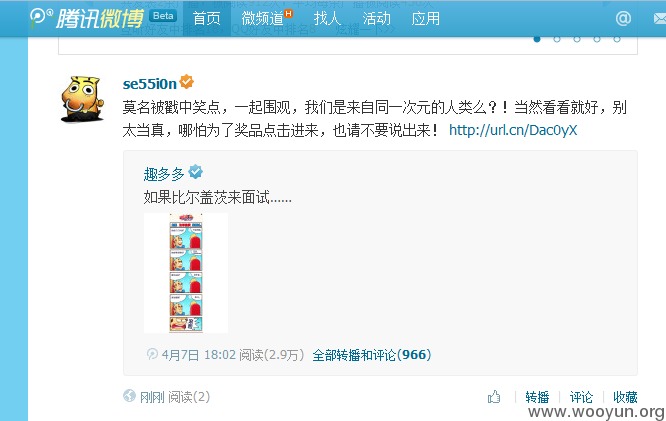 腾讯微博 Beta 首页 微频道 H 找人 活动 应用 @
se55i0n
莫名被戳中笑点，一起围观，我们是来自同一次元的人类么？！当然看看就好，别
太当真，哪怕为了奖品点击进来，也请不要说出来！ http://url.cn/Dac0yX
趣多多
如果比尔盖茨来面试......
4月7日 18:02 阅读(2.9万) 全部转播和评论(966)
刚刚 阅读(2) 转播 评论 收藏
www.wooyun.org